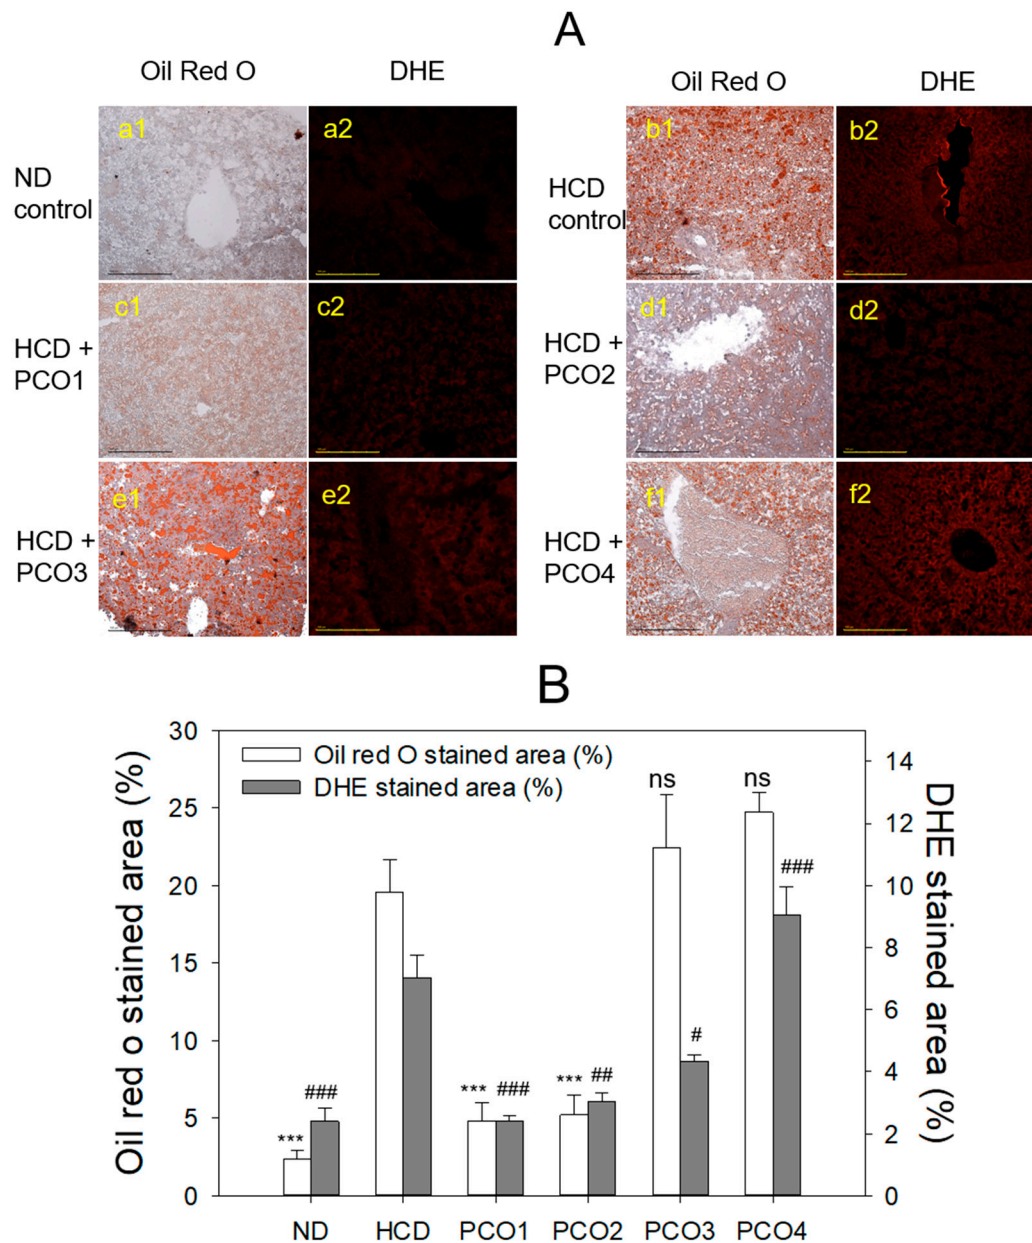 A
Oil Red O
DHE
Oil Red O
DHE
ND
control
a1
a2
HCD
control
b1
b2
HCD +
PCO1
c1
c2
HCD +
PCO2
d1
d2
HCD +
PCO3
e1
e2
HCD +
PCO4
f1
f2
B
Oil red o stained area (%)
30
25
20
15
10
5
0
Oil red O stained area (%)
DHE stained area (%)
***
###
***
###
***
##
ns
#
ns
###
14
12
10
8
6
4
2
0
DHE stained area (%)
ND
HCD
PCO1
PCO2
PCO3
PCO4